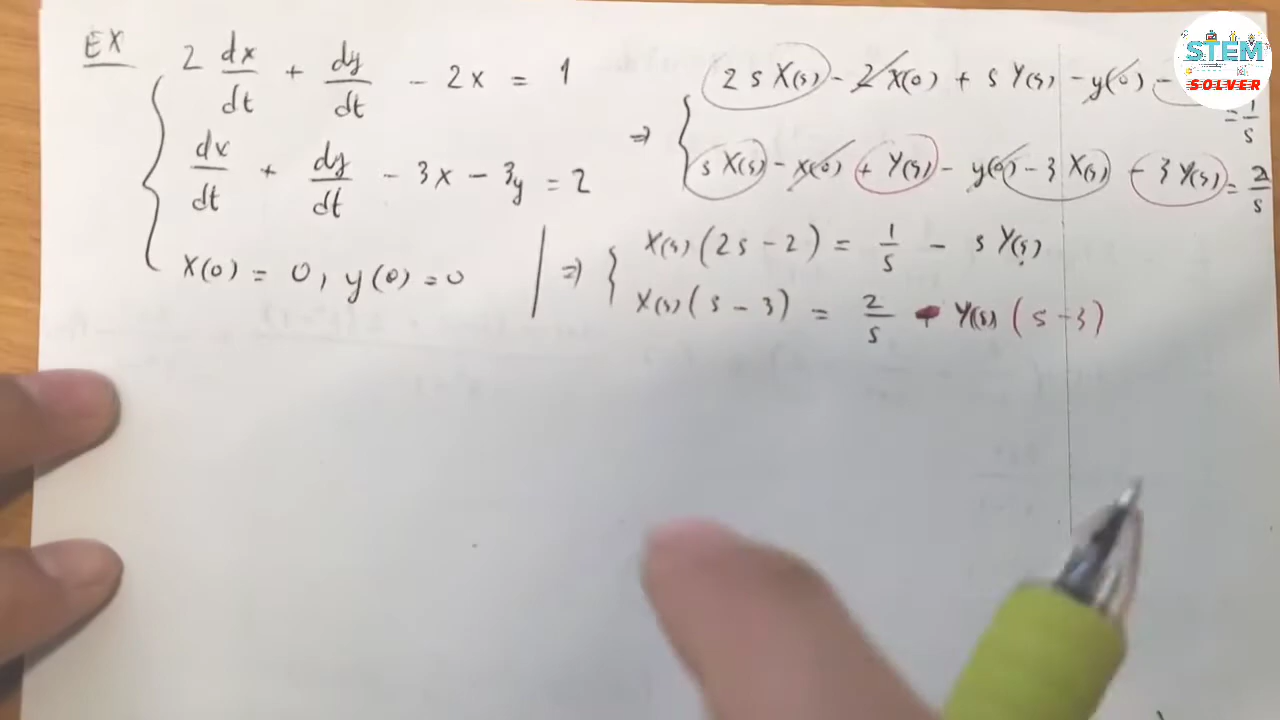 EX
2 dx/dt + dy/dt - 2x = 1
dx/dt + dy/dt - 3x - 3y = 2
x(0) = 0, y(0) = 0
⇒ 2 s X(s) - 2 x(0) + s Y(s) - y(0) - = 1/s
s X(s) - x(0) + Y(s) - y(0) - 3 X(s) - 3 Y(s) = 2/s
⇒ X(s) (2s - 2) = 1/s - s Y(s)
X(s) (s - 3) = 2/s - Y(s) (s - 3)
STEM
SOLVER